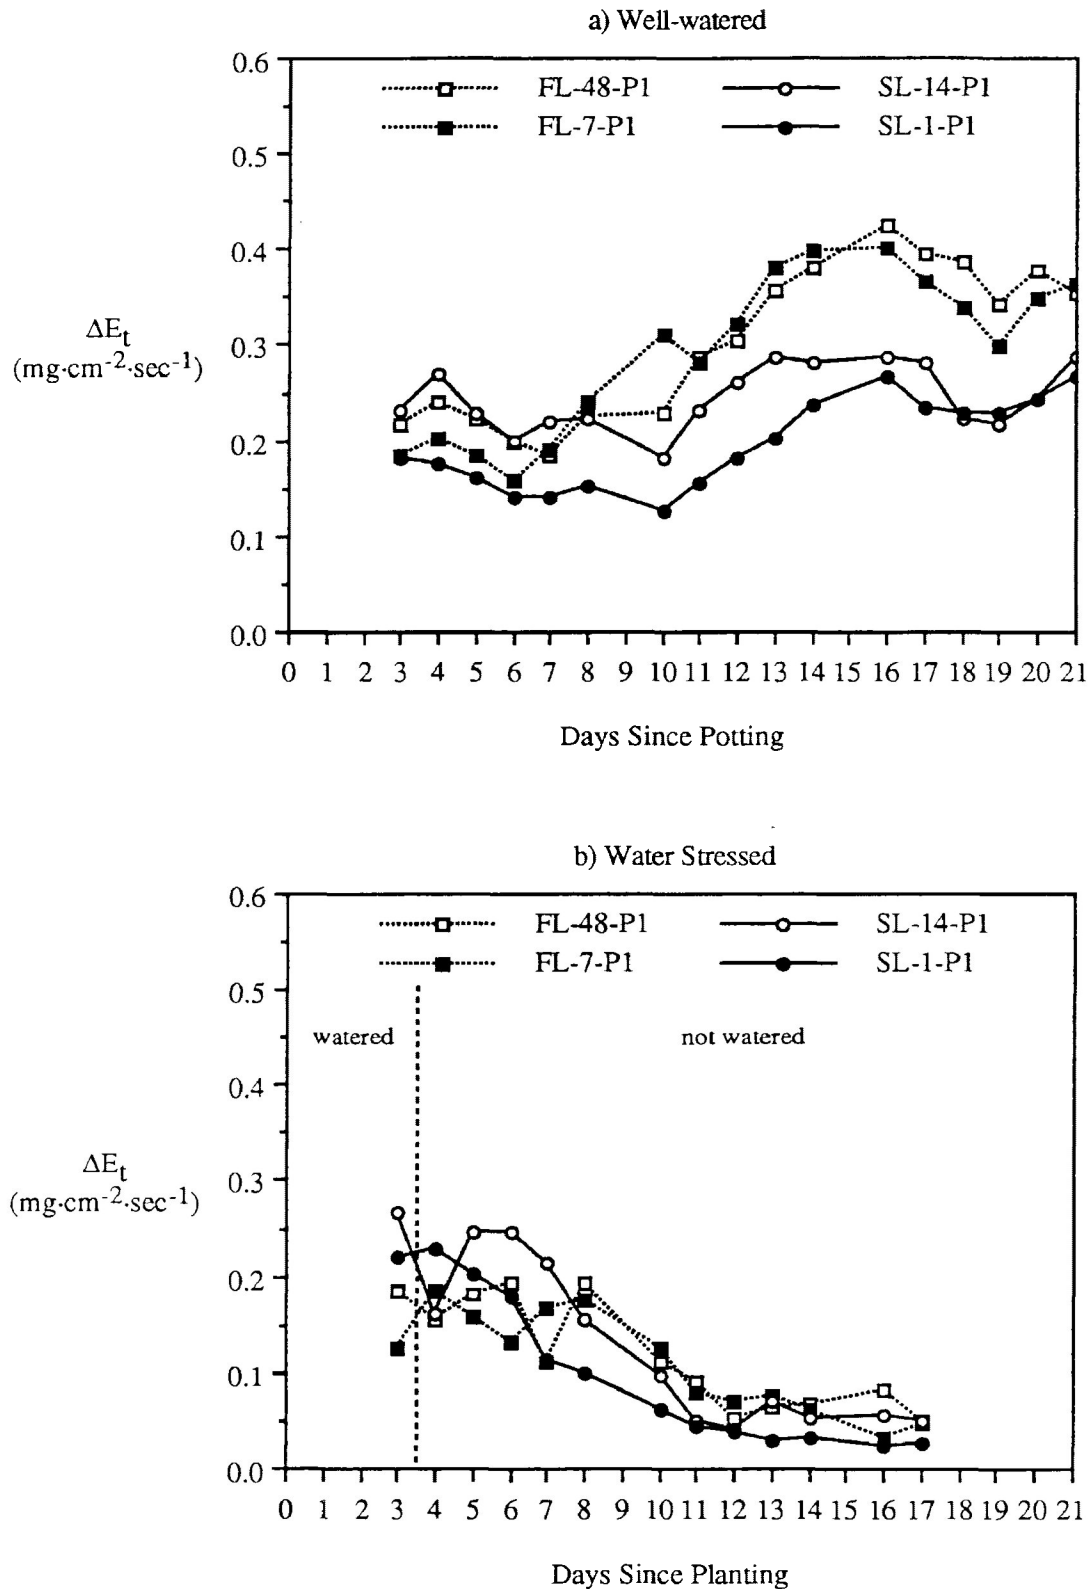 a) Well-watered
0.6
FL-48-P1 SL-14-P1
FL-7-P1 SL-1-P1
0.5
0.4
ΔEt
(mg·cm-2·sec-1)
0.3
0.2
0.1
0.0
0 1 2 3 4 5 6 7 8 9 10 11 12 13 14 15 16 17 18 19 20 21
Days Since Potting
b) Water Stressed
0.6
FL-48-P1 SL-14-P1
FL-7-P1 SL-1-P1
0.5
watered not watered
0.4
ΔEt
(mg·cm-2·sec-1)
0.3
0.2
0.1
0.0
0 1 2 3 4 5 6 7 8 9 10 11 12 13 14 15 16 17 18 19 20 21
Days Since Planting